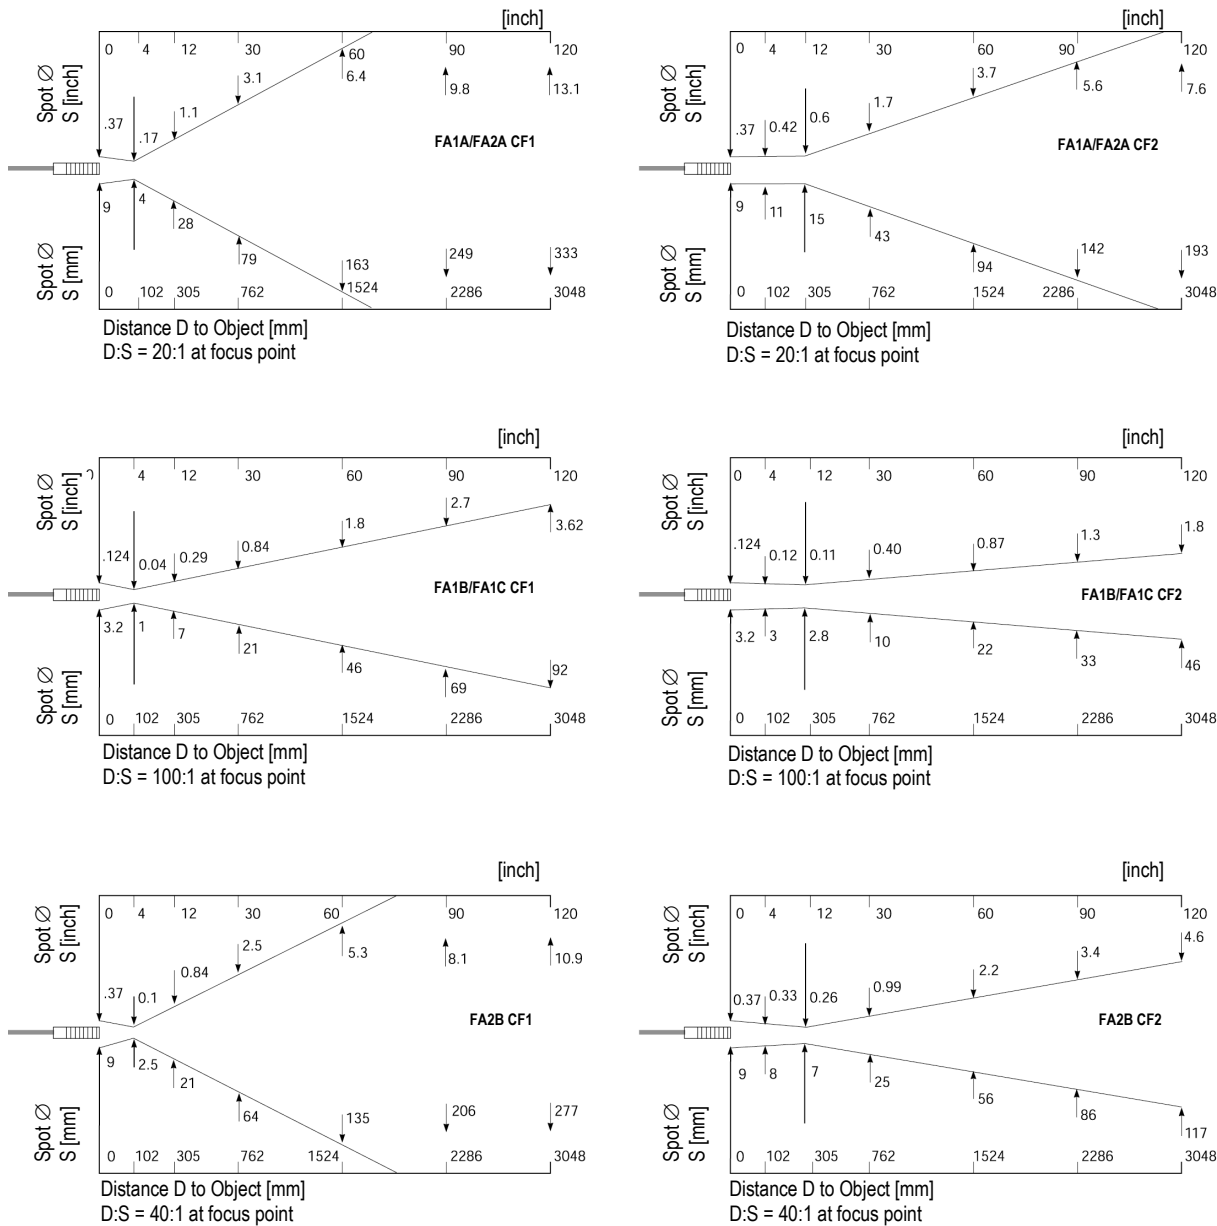 [inch]
Spot Ø
S [inch]
0 4 12 30 60 90 120
.37 .17 1.1 3.1 6.4 9.8 13.1
FA1A/FA2A CF1
9 4 28 79 163 249 333
Spot Ø
S [mm]
0 102 305 762 1524 2286 3048
Distance D to Object [mm]
D:S = 20:1 at focus point
[inch]
Spot Ø
S [inch]
0 4 12 30 60 90 120
.37 0.42 0.6 1.7 3.7 5.6 7.6
FA1A/FA2A CF2
9 11 15 43 94 142 193
Spot Ø
S [mm]
0 102 305 762 1524 2286 3048
Distance D to Object [mm]
D:S = 20:1 at focus point
[inch]
Spot Ø
S [inch]
4 12 30 60 90 120
.124 0.04 0.29 0.84 1.8 2.7 3.62
FA1B/FA1C CF1
3.2 1 7 21 46 69 92
Spot Ø
S [mm]
0 102 305 762 1524 2286 3048
Distance D to Object [mm]
D:S = 100:1 at focus point
[inch]
Spot Ø
S [inch]
0 4 12 30 60 90 120
.124 0.12 0.11 0.40 0.87 1.3 1.8
FA1B/FA1C CF2
3.2 3 2.8 10 22 33 46
Spot Ø
S [mm]
0 102 305 762 1524 2286 3048
Distance D to Object [mm]
D:S = 100:1 at focus point
[inch]
Spot Ø
S [inch]
0 4 12 30 60 90 120
.37 0.1 0.84 2.5 5.3 8.1 10.9
FA2B CF1
9 2.5 21 64 135 206 277
Spot Ø
S [mm]
0 102 305 762 1524 2286 3048
Distance D to Object [mm]
D:S = 40:1 at focus point
[inch]
Spot Ø
S [inch]
0 4 12 30 60 90 120
0.37 0.33 0.26 0.99 2.2 3.4 4.6
FA2B CF2
9 8 7 25 56 86 117
Spot Ø
S [mm]
0 102 305 762 1524 2286 3048
Distance D to Object [mm]
D:S = 40:1 at focus point